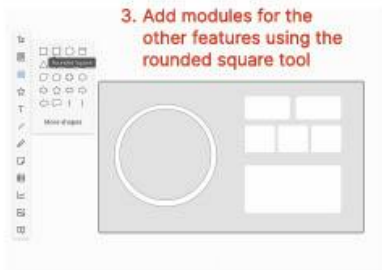 3. Add modules for the
other features using the
rounded square tool
Rounded Square
More shapes